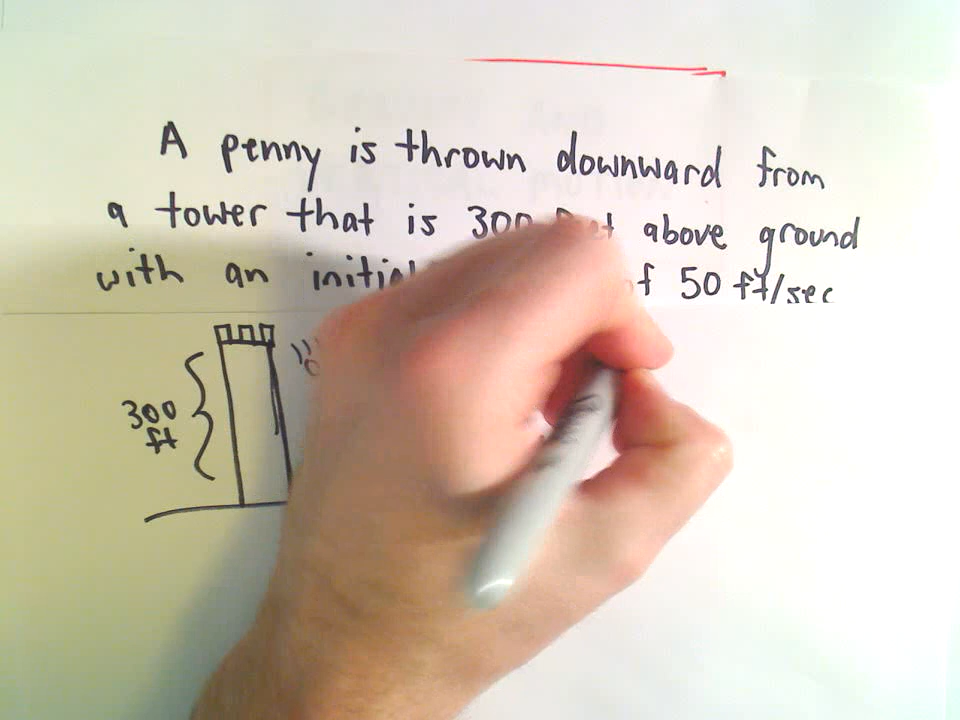 A penny is thrown downward from
a tower that is 300 above ground
with an 50 ft/sec
300
ft